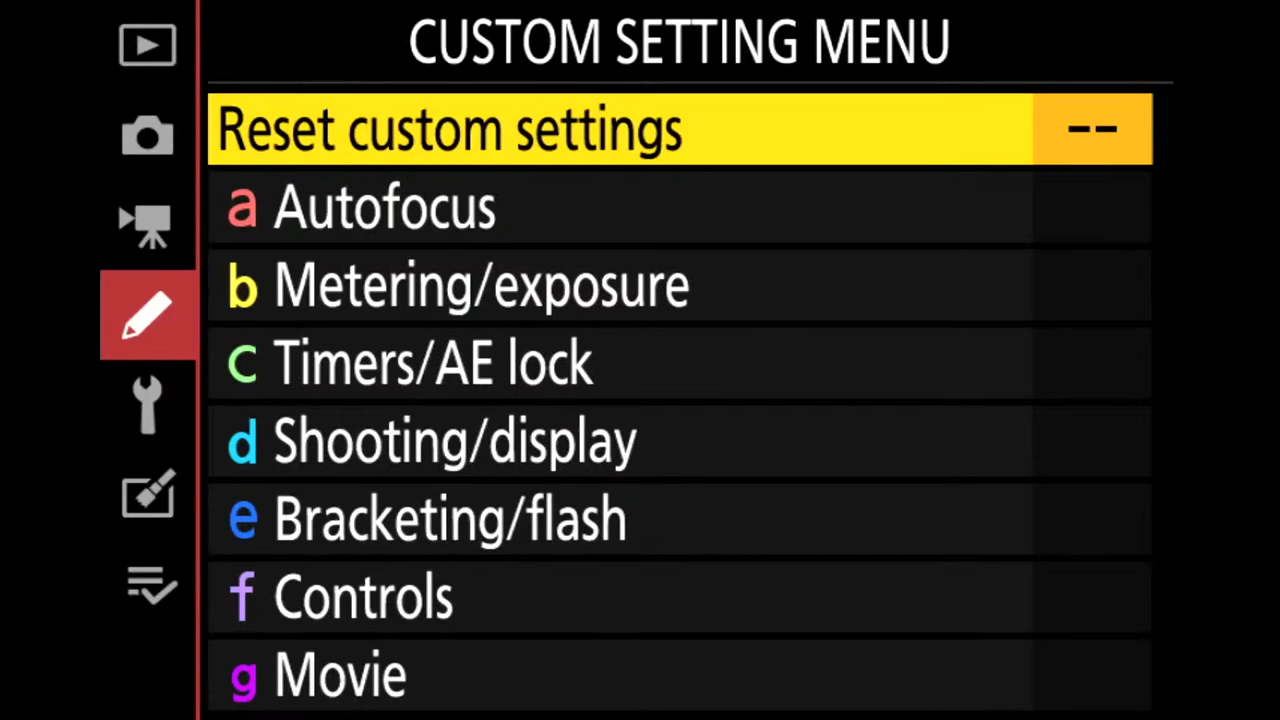 CUSTOM SETTING MENU
Reset custom settings --
a Autofocus
b Metering/exposure
c Timers/AE lock
d Shooting/display
e Bracketing/flash
f Controls
g Movie